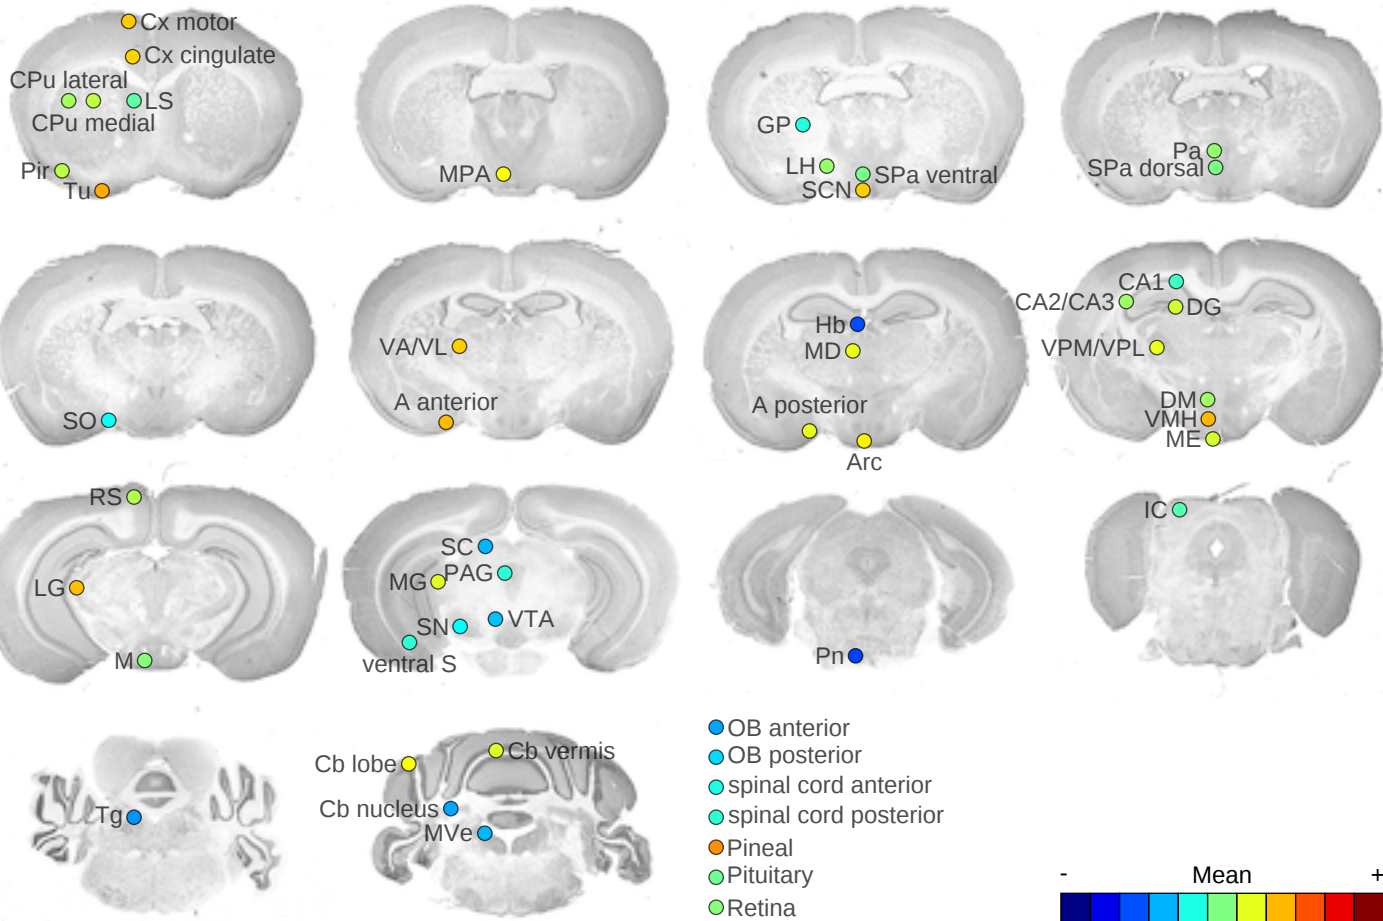 Cx motor
Cx cingulate
CPu lateral
LS
CPu medial
Pir
Tu
MPA
GP
LH
SPa ventral
SCN
Pa
SPa dorsal
SO
VA/VL
A anterior
Hb
MD
A posterior
Arc
CA1
CA2/CA3
DG
VPM/VPL
DM
VMH
ME
RS
LG
M
SC
PAG
MG
VTA
SN
ventral S
Pn
IC
Tg
Cb vermis
Cb lobe
Cb nucleus
MVe
OB anterior
OB posterior
spinal cord anterior
spinal cord posterior
Pineal
Pituitary
Retina
- Mean +